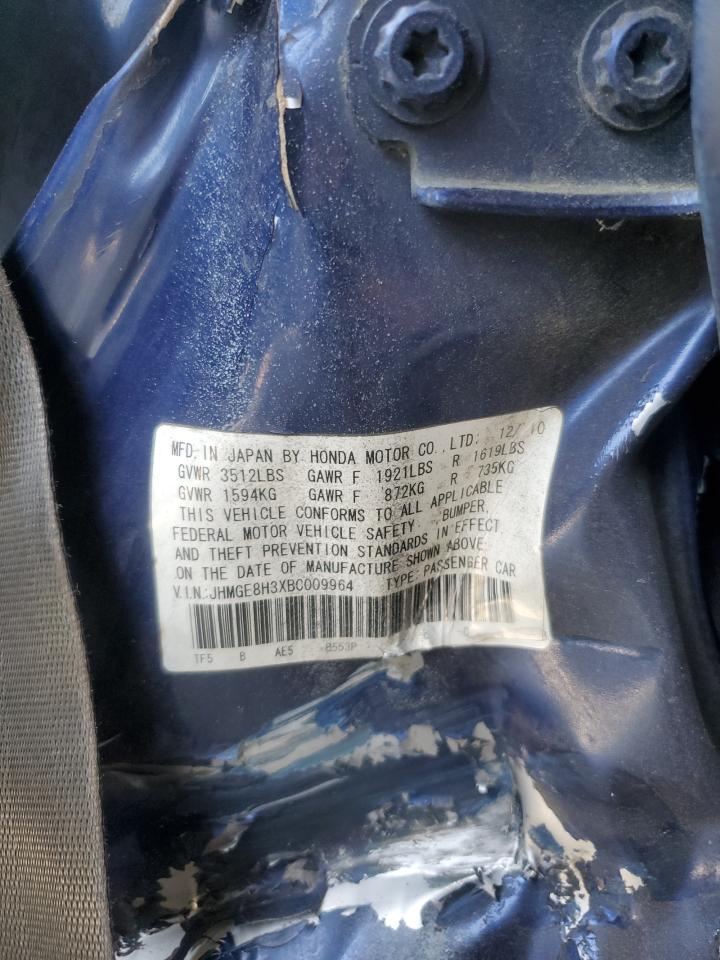 MFD. IN JAPAN BY HONDA MOTOR CO., LTD. 12/10
GVWR 3512LBS GAWR F 1921LBS R 1619LBS
GVWR 1594KG GAWR F 872KG R 735KG
THIS VEHICLE CONFORMS TO ALL APPLICABLE
FEDERAL MOTOR VEHICLE SAFETY, BUMPER,
AND THEFT PREVENTION STANDARDS IN EFFECT
ON THE DATE OF MANUFACTURE SHOWN ABOVE.
V.I.N.:JHMGE8H3XBC009964 TYPE: PASSENGER CAR
TF5 B AE5 B553P